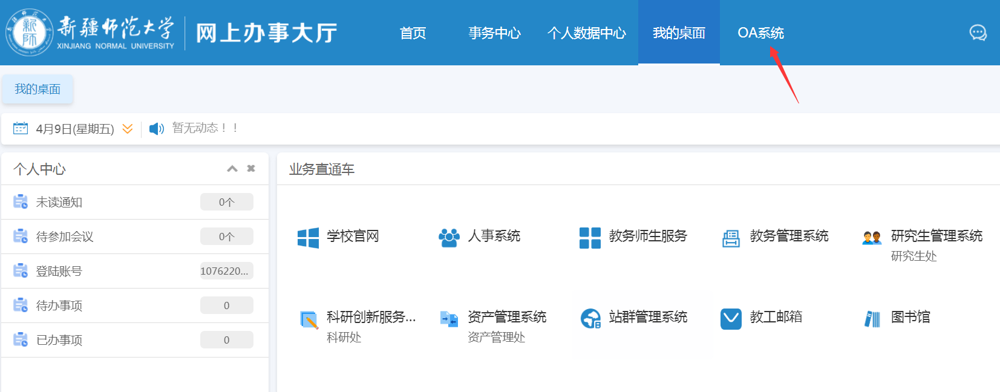 新疆师范大学
XINJIANG NORMAL UNIVERSITY
网上办事大厅
首页 事务中心 个人数据中心 我的桌面 OA系统
我的桌面
4月9日(星期五) 暂无动态！！
个人中心
未读通知 0个
待参加会议 0个
登陆账号 1076220...
待办事项 0
已办事项 0
业务直通车
学校官网 人事系统 教务师生服务 教务管理系统 研究生管理系统
研究生处
科研创新服务... 资产管理系统 站群管理系统 教工邮箱 图书馆
科研处 资产管理处